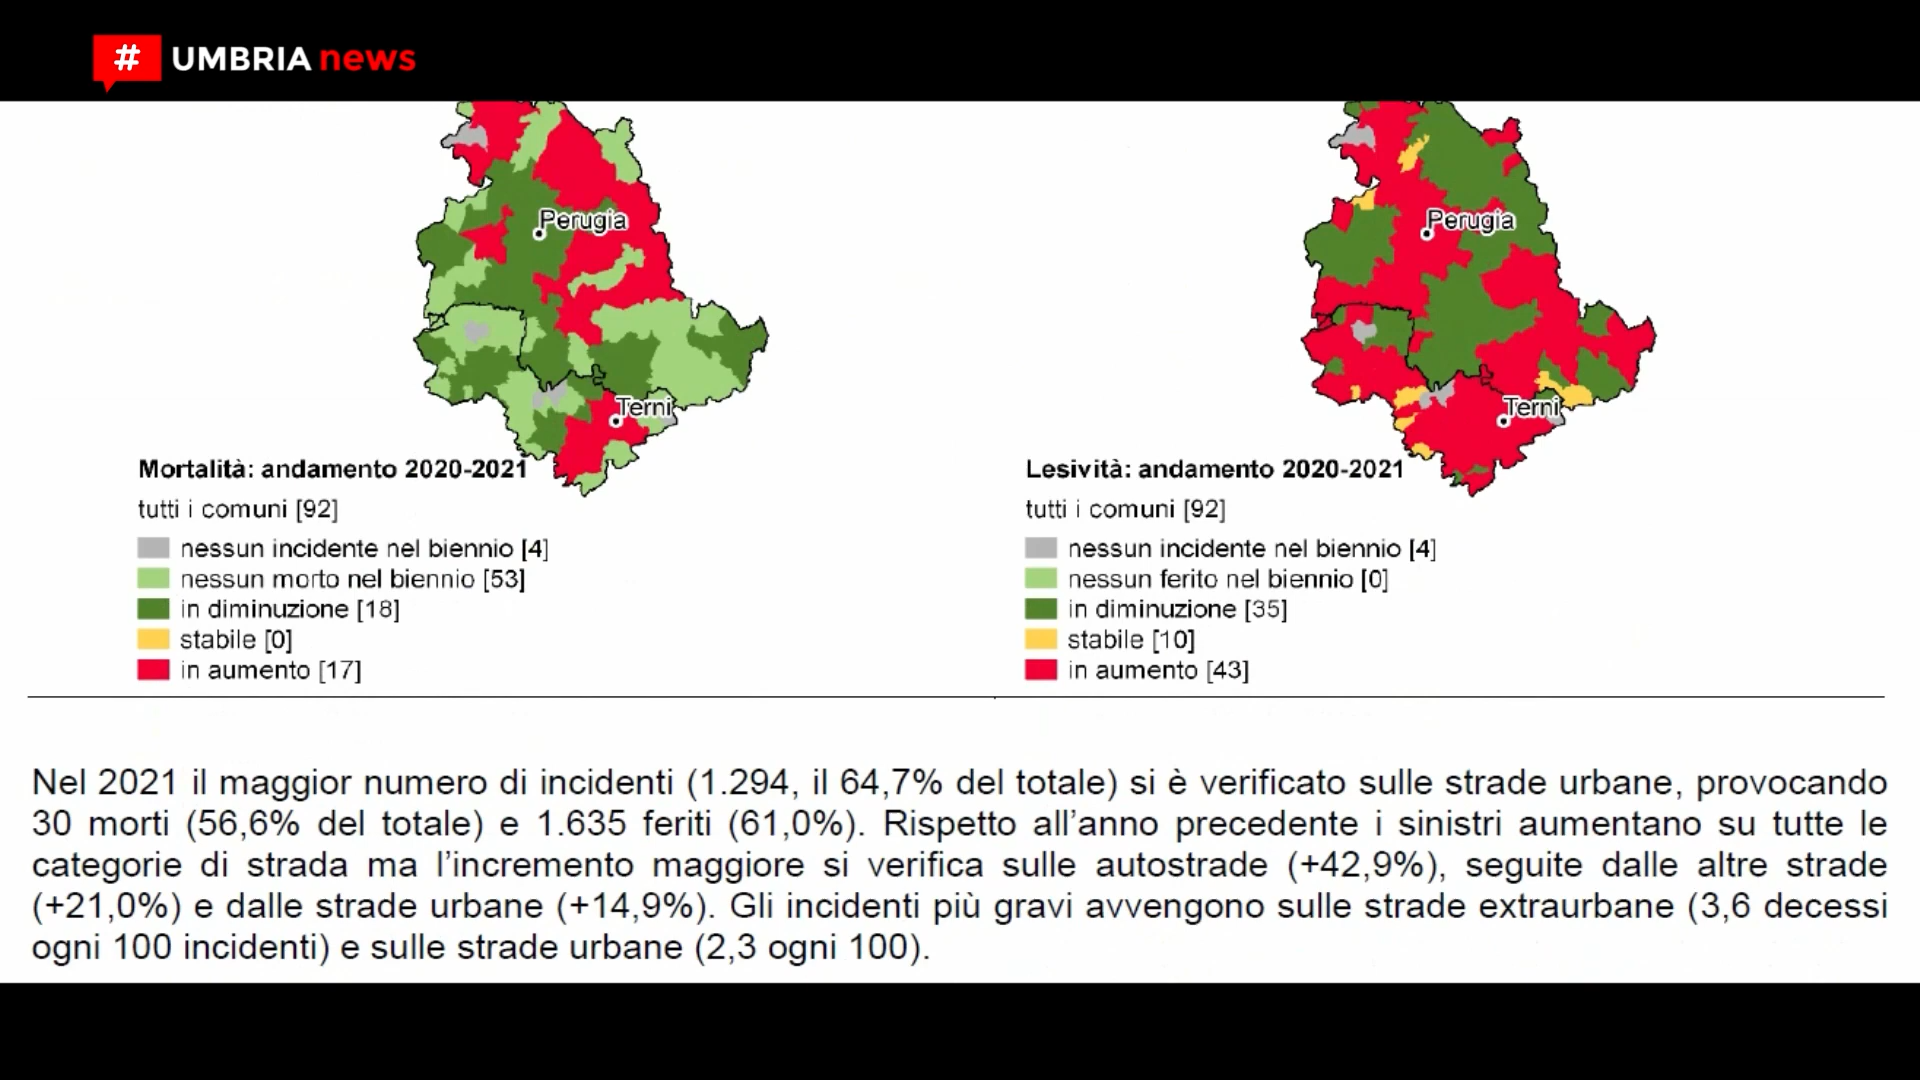 # UMBRIA news
Perugia
Terni
Mortalità: andamento 2020-2021
tutti i comuni [92]
nessun incidente nel biennio [4]
nessun morto nel biennio [53]
in diminuzione [18]
stabile [0]
in aumento [17]
Perugia
Terni
Lesività: andamento 2020-2021
tutti i comuni [92]
nessun incidente nel biennio [4]
nessun ferito nel biennio [0]
in diminuzione [35]
stabile [10]
in aumento [43]
Nel 2021 il maggior numero di incidenti (1.294, il 64,7% del totale) si è verificato sulle strade urbane, provocando
30 morti (56,6% del totale) e 1.635 feriti (61,0%). Rispetto all’anno precedente i sinistri aumentano su tutte le
categorie di strada ma l’incremento maggiore si verifica sulle autostrade (+42,9%), seguite dalle altre strade
(+21,0%) e dalle strade urbane (+14,9%). Gli incidenti più gravi avvengono sulle strade extraurbane (3,6 decessi
ogni 100 incidenti) e sulle strade urbane (2,3 ogni 100).